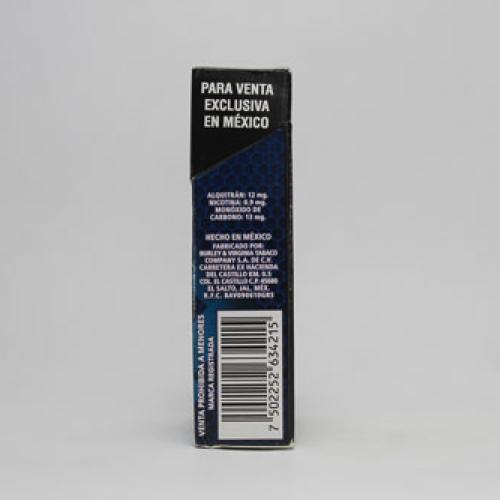 PARA VENTA
EXCLUSIVA
EN MÉXICO
ALQUITRÁN: 12 mg.
NICOTINA: 0.9 mg.
MONÓXIDO DE
CARBONO: 13 mg.
HECHO EN MÉXICO
FABRICADO POR:
BURLEY & VIRGINIA TABACO
COMPANY S.A. DE C.V.
CARRETERA EX HACIENDA
DEL CASTILLO KM. 0.5
COL. EL CASTILLO C.P. 45680
EL SALTO, JAL, MÉX,
R.F.C. BAV090610GR3
VENTA PROHIBIDA A MENORES
MARCA REGISTRADA
7 502252 634215